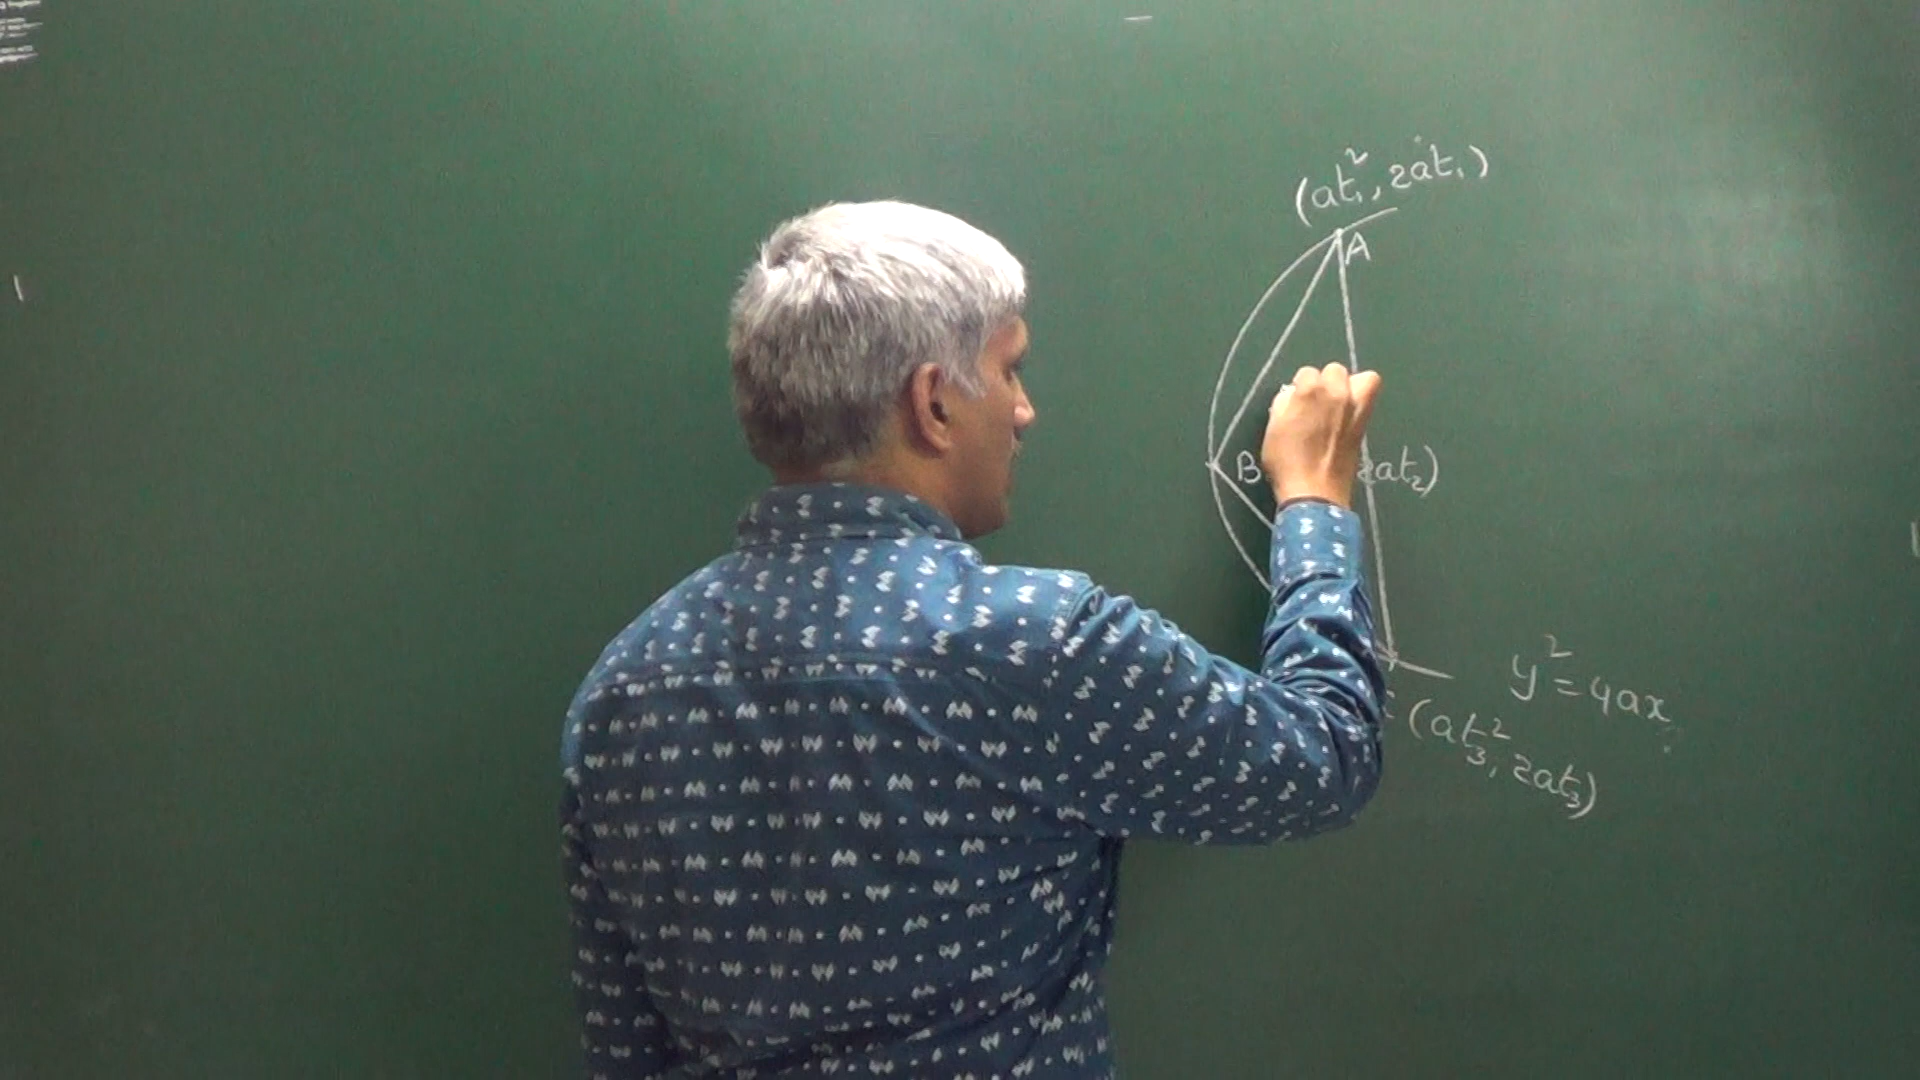 (at₁², 2at₁)
A
B 2at₂)
y² = 4ax
(at₃², 2at₃)